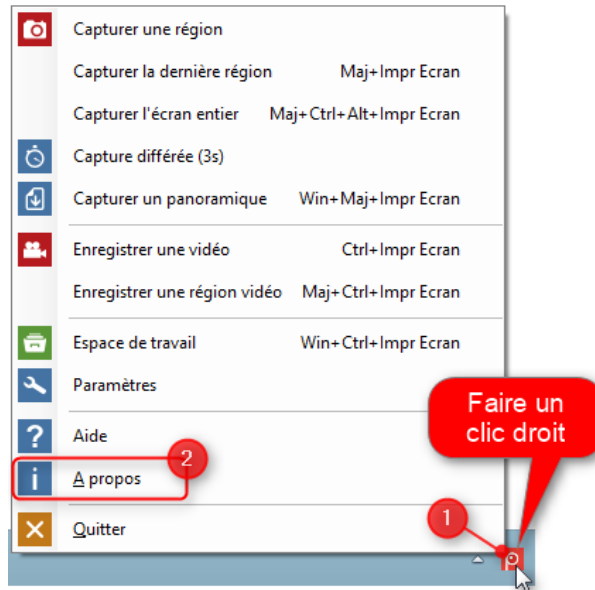 Capturer une région
Capturer la dernière région Maj+Impr Ecran
Capturer l'écran entier Maj+Ctrl+Alt+Impr Ecran
Capture différée (3s)
Capturer un panoramique Win+Maj+Impr Ecran
Enregistrer une vidéo Ctrl+Impr Ecran
Enregistrer une région vidéo Maj+Ctrl+Impr Ecran
Espace de travail Win+Ctrl+Impr Ecran
Paramètres
Faire un
clic droit
? Aide
2
i A propos
1
Quitter